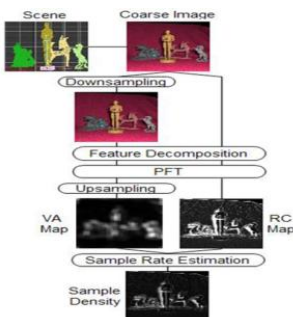 Scene
Coarse Image
Downsampling
Feature Decomposition
PFT
Upsampling
VA
Map
RC
Map
Sample Rate Estimation
Sample
Density